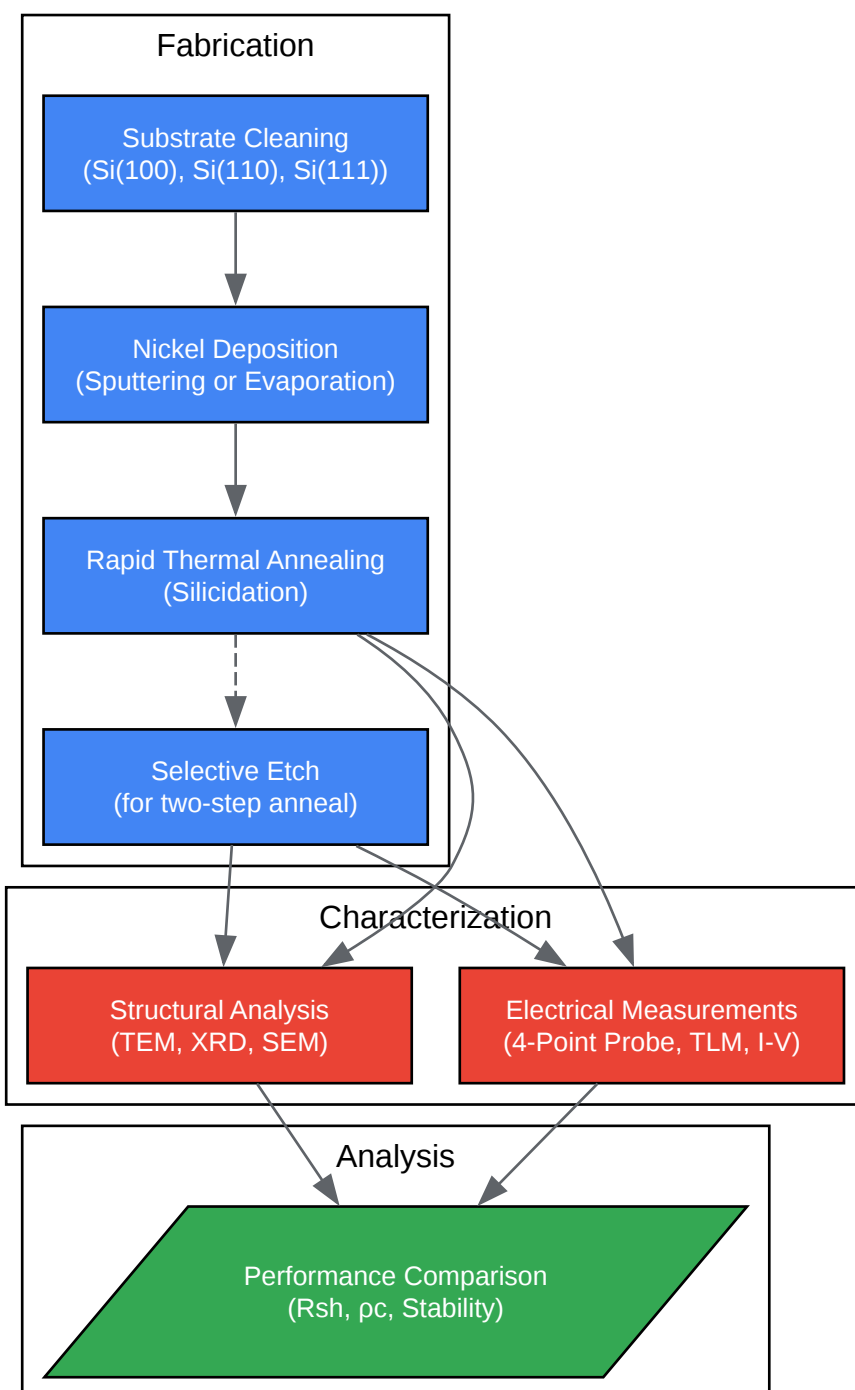 Fabrication
Substrate Cleaning
(Si(100), Si(110), Si(111))
Nickel Deposition
(Sputtering or Evaporation)
Rapid Thermal Annealing
(Silicidation)
Selective Etch
(for two-step anneal)
Characterization
Structural Analysis
(TEM, XRD, SEM)
Electrical Measurements
(4-Point Probe, TLM, I-V)
Analysis
Performance Comparison
(Rsh, ρc, Stability)